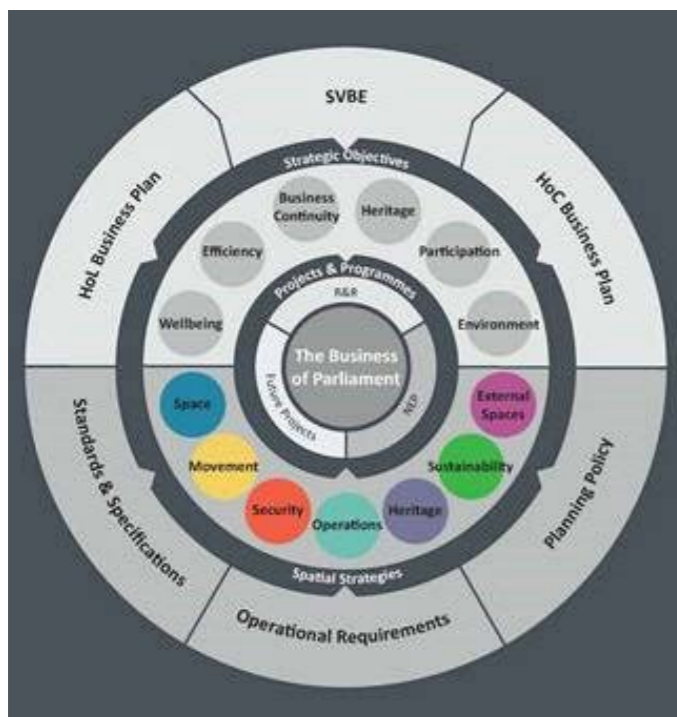 SVBE
HoL Business Plan
HoC Business Plan
Strategic Objectives
Business
Continuity
Heritage
Efficiency
Participation
Wellbeing
Environment
Projects & Programmes
R&R
The Business
of Parliament
Future Projects
NEP
Space
External
Spaces
Movement
Sustainability
Security
Operations
Heritage
Spatial Strategies
Standards & Specifications
Operational Requirements
Planning Policy